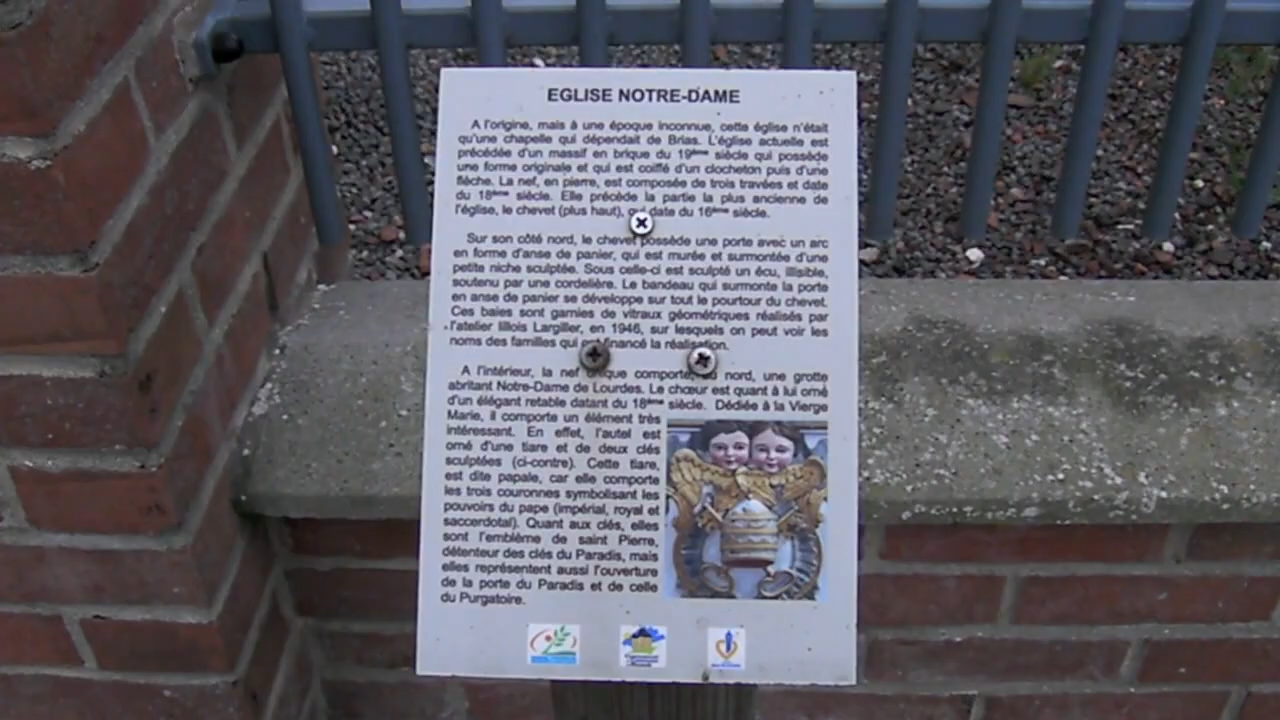 EGLISE NOTRE-DAME
A l'origine, mais à une époque inconnue, cette église n'était
qu'une chapelle qui dépendait de Brias. L'église actuelle est
précédée d'un massif en brique du 19ème siècle qui possède
une forme originale et qui est coiffé d'un clocheton puis d'une
flèche. La nef, en pierre, est composée de trois travées et date
du 18ème siècle. Elle précède la partie la plus ancienne de
l'église, le chevet (plus haut), qui date du 16ème siècle.
Sur son côté nord, le chevet possède une porte avec un arc
en forme d'anse de panier, qui est murée et surmontée d'une
petite niche sculptée. Sous celle-ci est sculpté un écu, illisible,
soutenu par une cordelière. Le bandeau qui surmonte la porte
en anse de panier se développe sur tout le pourtour du chevet.
Ces baies sont garnies de vitraux géométriques réalisés par
l'atelier lillois Largiller, en 1946, sur lesquels on peut voir les
noms des familles qui ont financé la réalisation.
A l'intérieur, la nef unique comporte, au nord, une grotte
abritant Notre-Dame de Lourdes. Le chœur est quant à lui orné
d'un élégant retable datant du 18ème siècle. Dédiée à la Vierge
Marie, il comporte un élément très
intéressant. En effet, l'autel est
orné d'une tiare et de deux clés
sculptées (ci-contre). Cette tiare,
est dite papale, car elle comporte
les trois couronnes symbolisant les
pouvoirs du pape (impérial, royal et
saccerdotal). Quant aux clés, elles
sont l'emblème de saint Pierre,
détenteur des clés du Paradis, mais
elles représentent aussi l'ouverture
de la porte du Paradis et de celle
du Purgatoire.